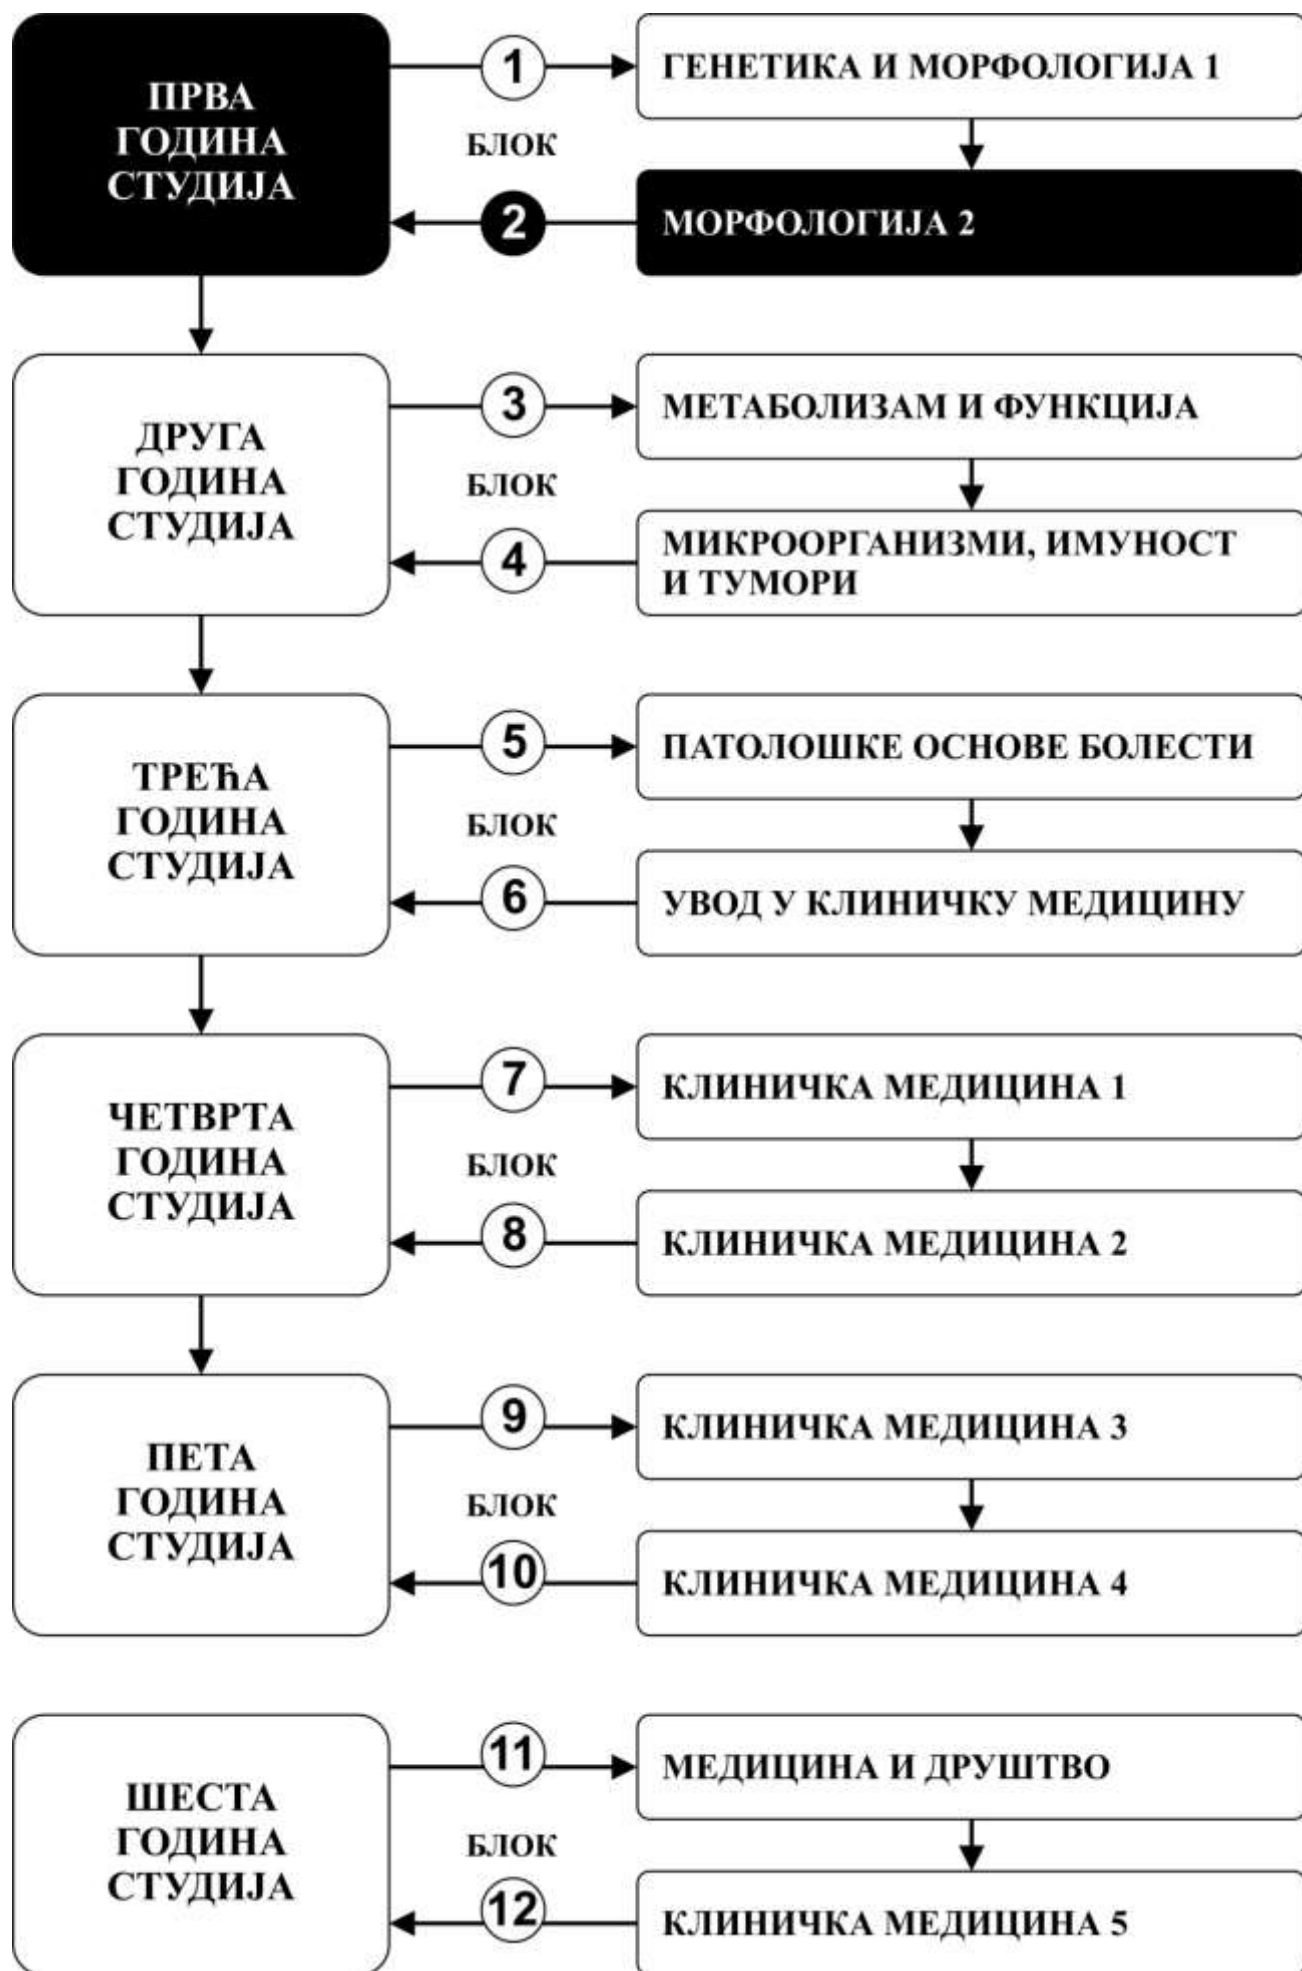 ПРВА
ГОДИНА
СТУДИЈА
1
ГЕНЕТИКА И МОРФОЛОГИЈА 1
БЛОК
2
МОРФОЛОГИЈА 2
ДРУГА
ГОДИНА
СТУДИЈА
3
МЕТАБОЛИЗАМ И ФУНКЦИЈА
БЛОК
4
МИКРООРГАНИЗМИ, ИМУНОСТ
И ТУМОРИ
ТРЕЋА
ГОДИНА
СТУДИЈА
5
ПАТОЛОШКЕ ОСНОВЕ БОЛЕСТИ
БЛОК
6
УВОД У КЛИНИЧКУ МЕДИЦИНУ
ЧЕТВРТА
ГОДИНА
СТУДИЈА
7
КЛИНИЧКА МЕДИЦИНА 1
БЛОК
8
КЛИНИЧКА МЕДИЦИНА 2
ПЕТА
ГОДИНА
СТУДИЈА
9
КЛИНИЧКА МЕДИЦИНА 3
БЛОК
10
КЛИНИЧКА МЕДИЦИНА 4
ШЕСТА
ГОДИНА
СТУДИЈА
11
МЕДИЦИНА И ДРУШТВО
БЛОК
12
КЛИНИЧКА МЕДИЦИНА 5